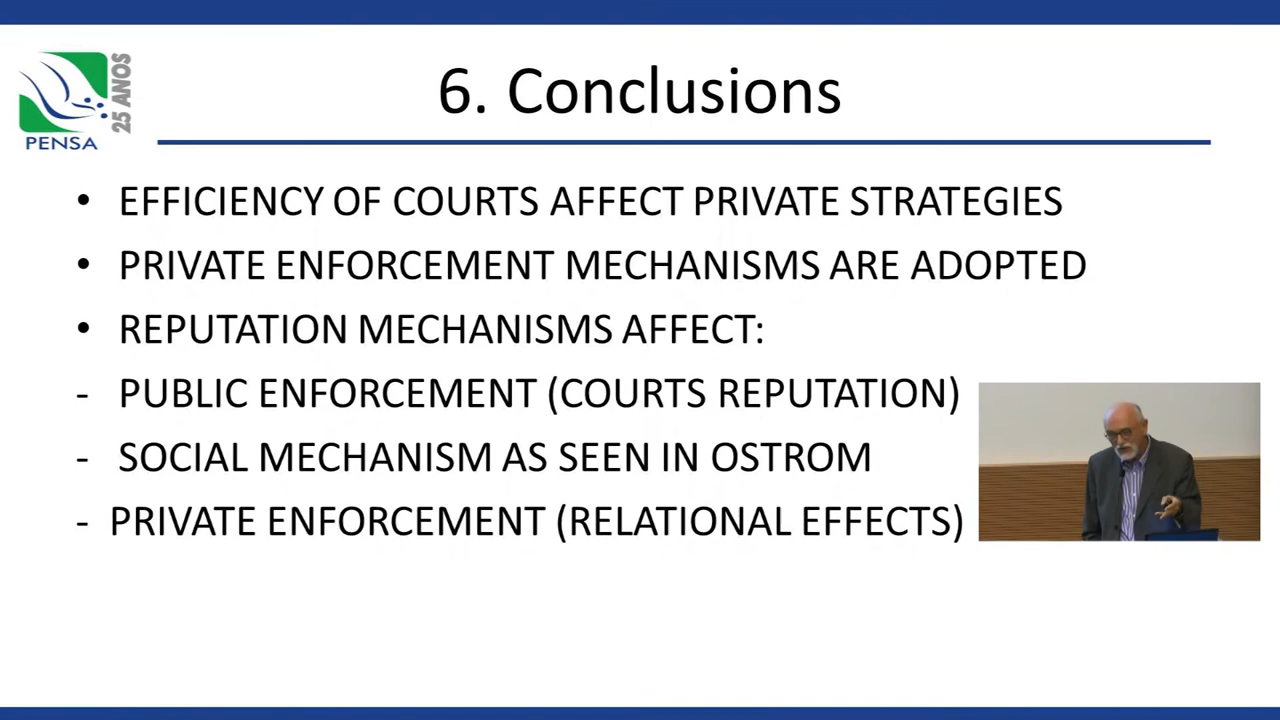 25 ANOS
PENSA
6. Conclusions
• EFFICIENCY OF COURTS AFFECT PRIVATE STRATEGIES
• PRIVATE ENFORCEMENT MECHANISMS ARE ADOPTED
• REPUTATION MECHANISMS AFFECT:
- PUBLIC ENFORCEMENT (COURTS REPUTATION)
- SOCIAL MECHANISM AS SEEN IN OSTROM
- PRIVATE ENFORCEMENT (RELATIONAL EFFECTS)